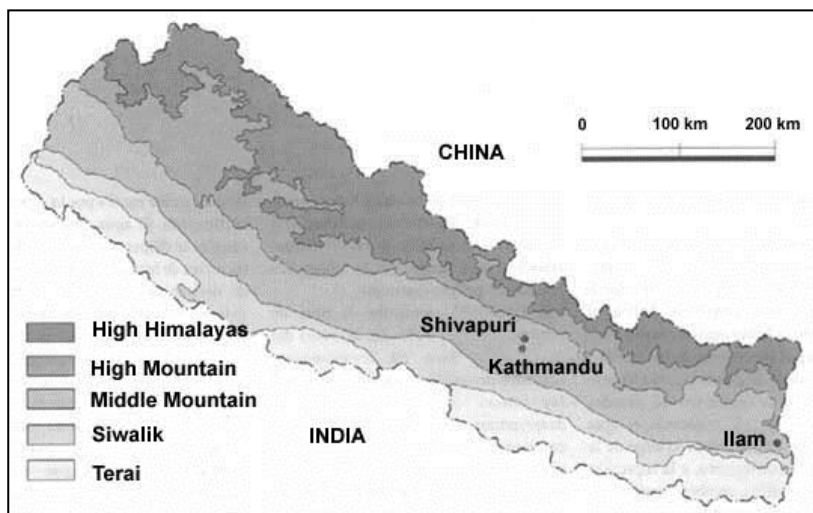 0 100 km 200 km
CHINA
Shivapuri
Kathmandu
Ilam
INDIA
High Himalayas
High Mountain
Middle Mountain
Siwalik
Terai